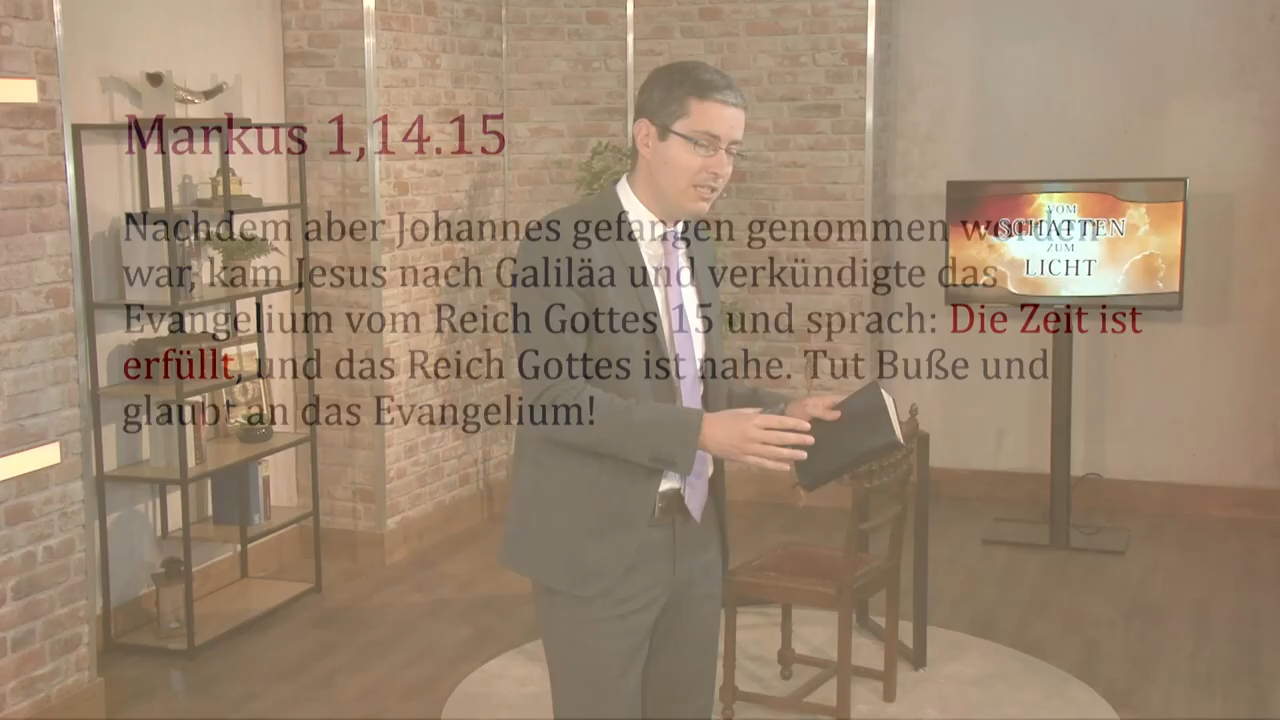 Markus 1,14.15
Nachdem aber Johannes gefangen genommen worden
war, kam Jesus nach Galiläa und verkündigte das
Evangelium vom Reich Gottes 15 und sprach: Die Zeit ist
erfüllt, und das Reich Gottes ist nahe. Tut Buße und
glaubt an das Evangelium!
VOM
SCHATTEN
ZUM
LICHT